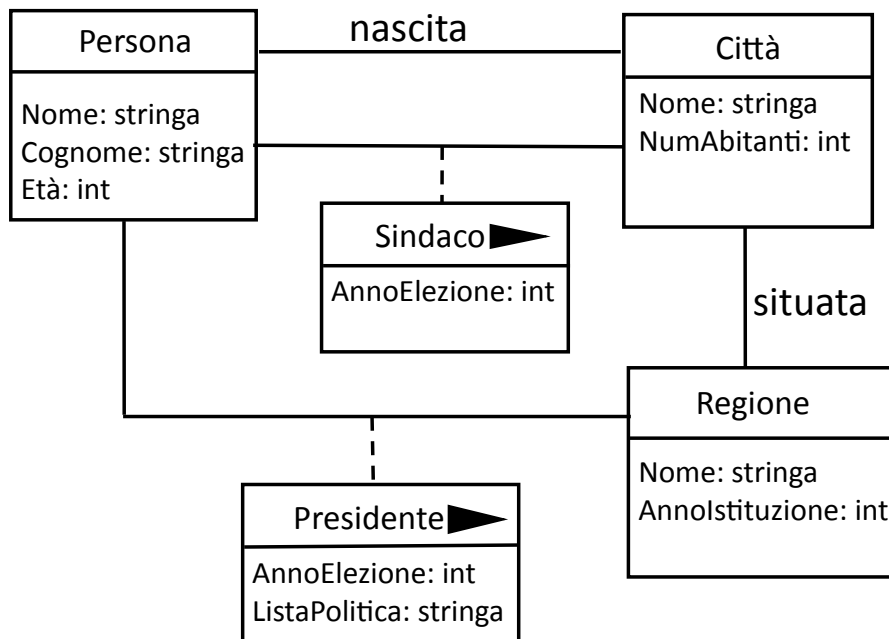 Persona
Nome: stringa
Cognome: stringa
Età: int
nascita
Città
Nome: stringa
NumAbitanti: int
Sindaco
AnnoElezione: int
situata
Regione
Nome: stringa
AnnoIstituzione: int
Presidente
AnnoElezione: int
ListaPolitica: stringa